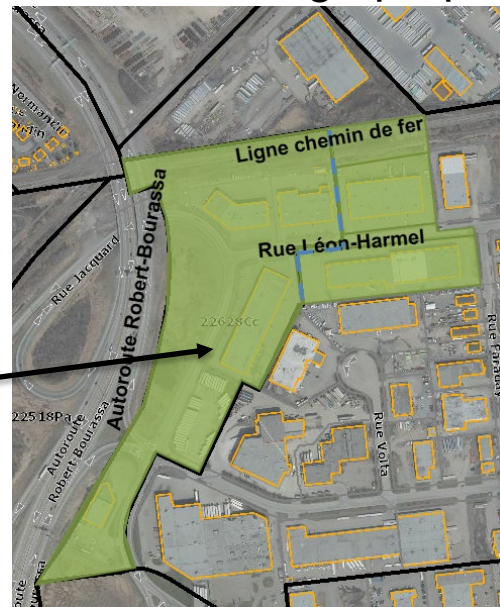 Ligne chemin de fer
Autoroute Robert-Bourassa
Rue Léon-Harmel
Rue Jacquard
22628Cc
22518Pa
Autoroute
Robert-Bourassa
Rue Volta
Rue Faraday